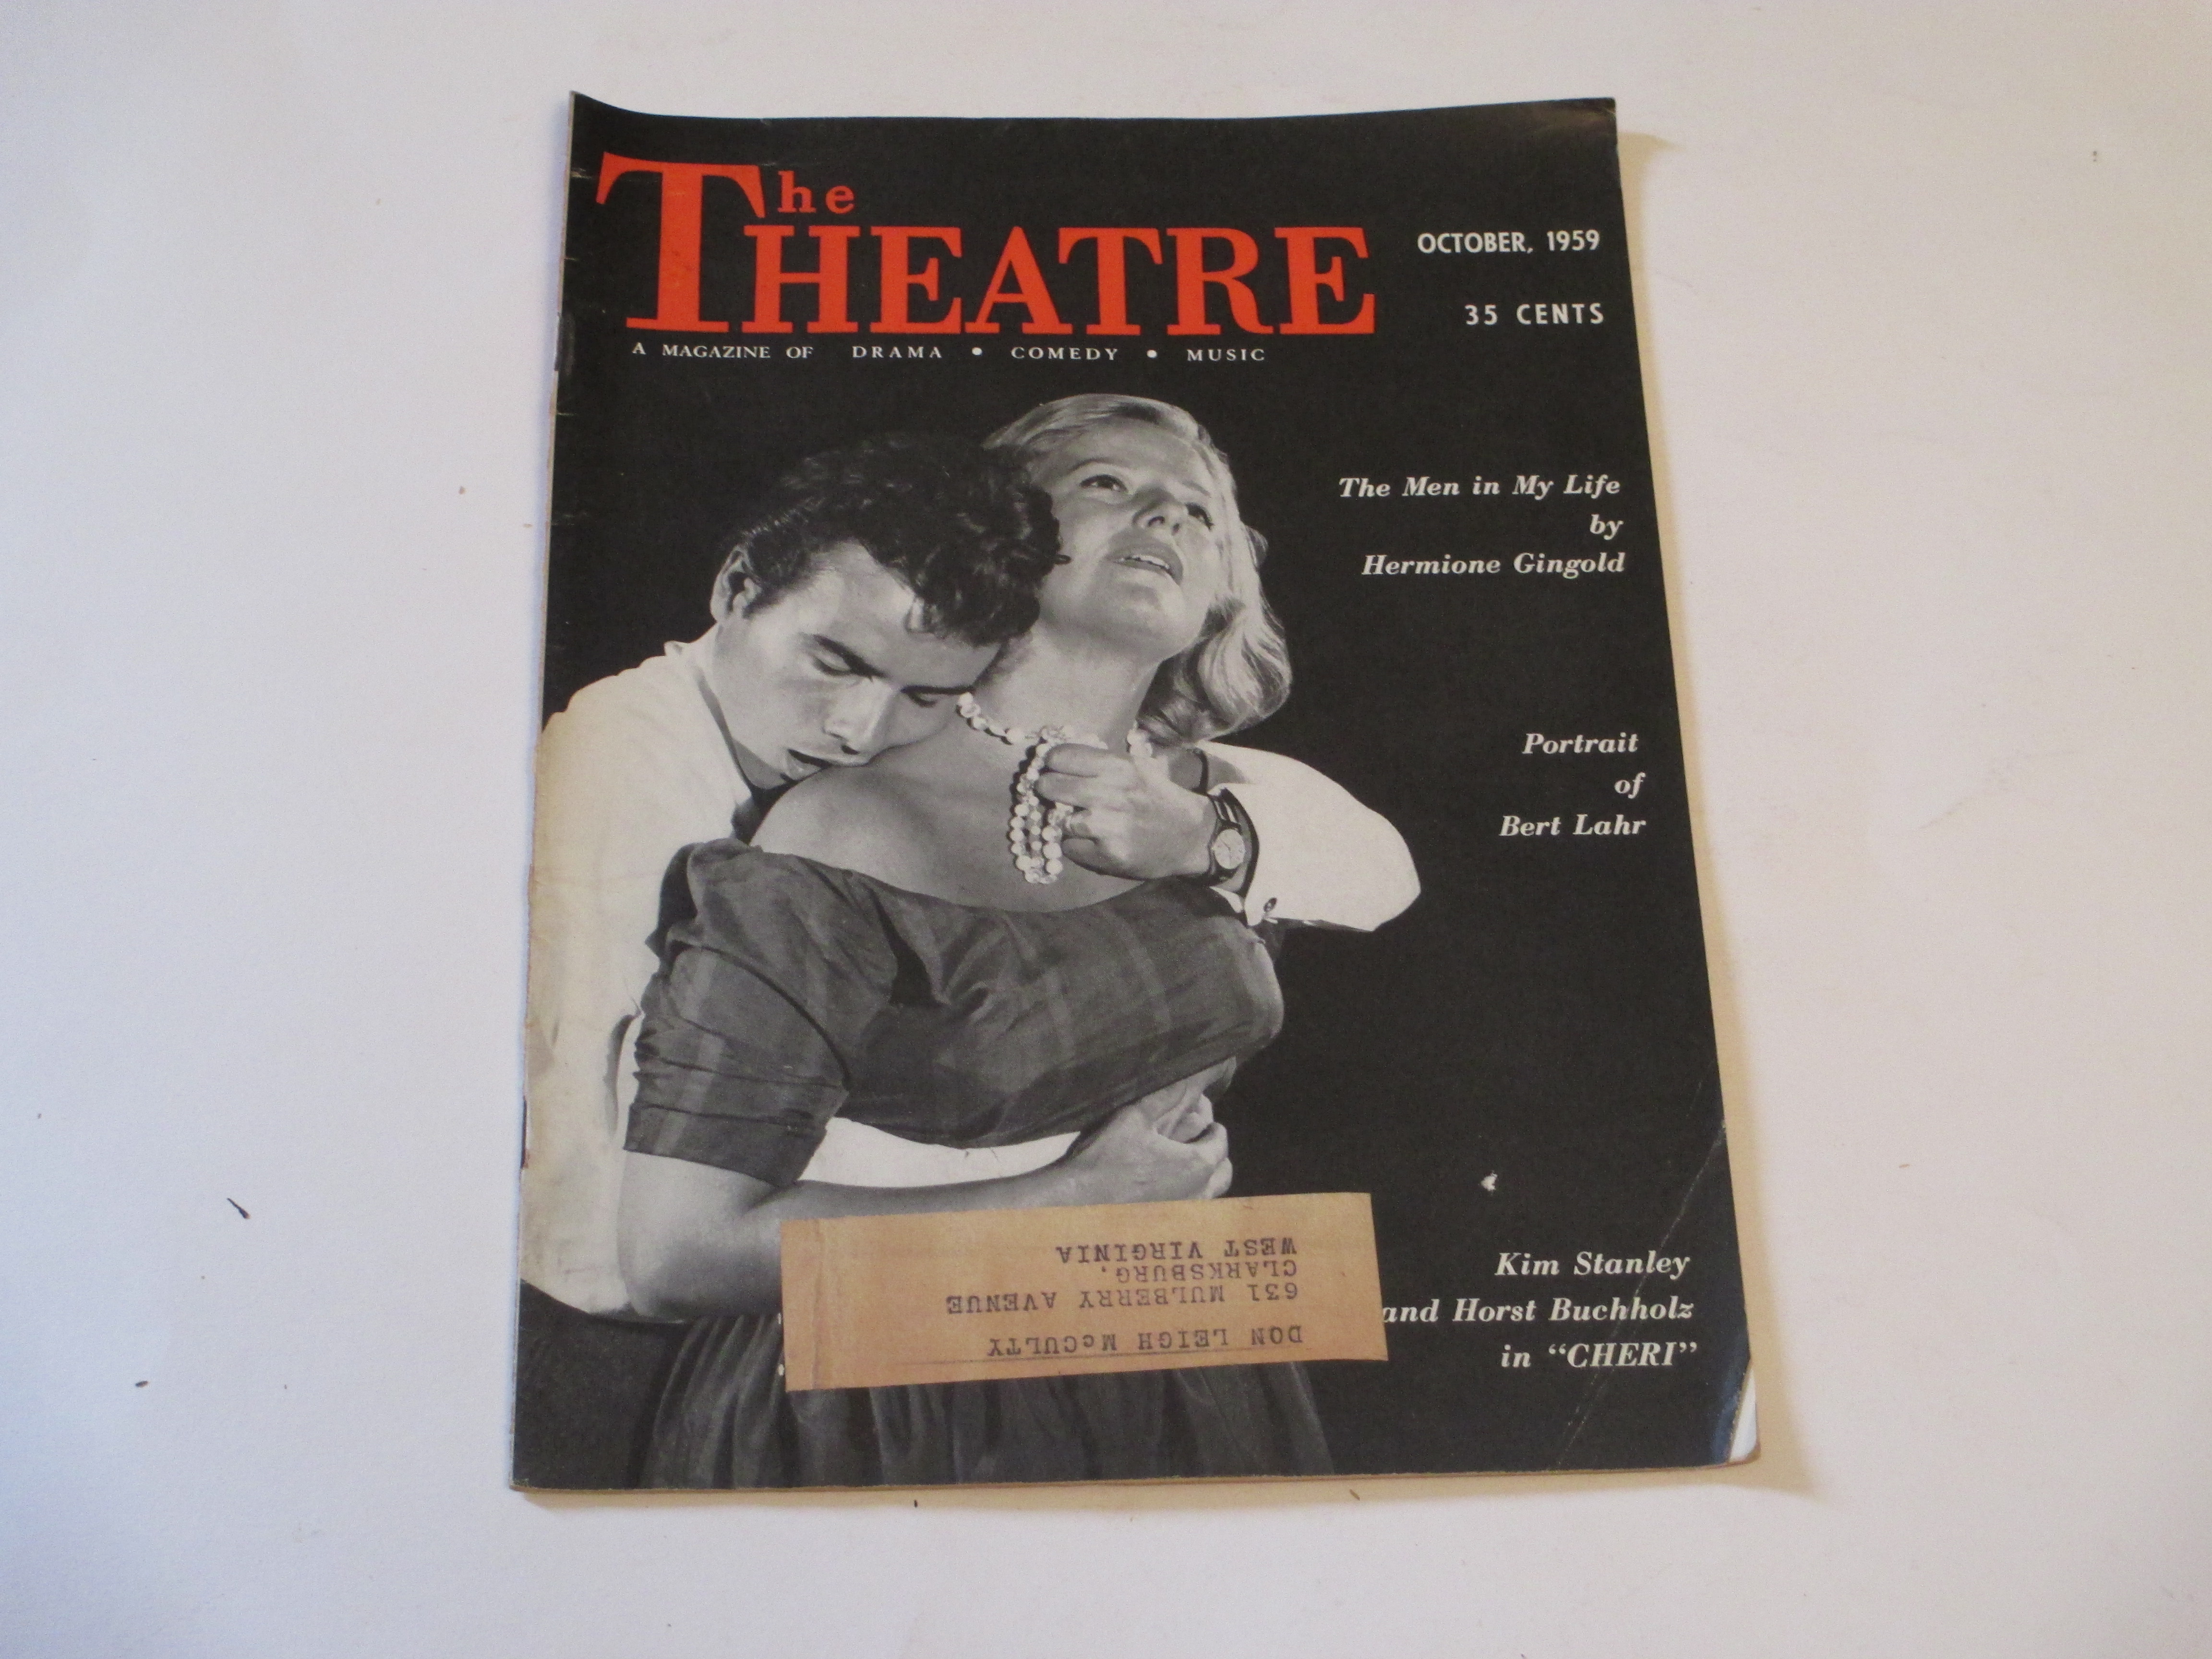 The
THEATRE
OCTOBER, 1959
35 CENTS
A MAGAZINE OF DRAMA • COMEDY • MUSIC
The Men in My Life
by
Hermione Gingold
Portrait
of
Bert Lahr
Kim Stanley
and Horst Buchholz
in “CHERI”
DON LEIGH McCULTY
631 MULBERRY AVENUE
CLARKSBURG,
WEST VIRGINIA